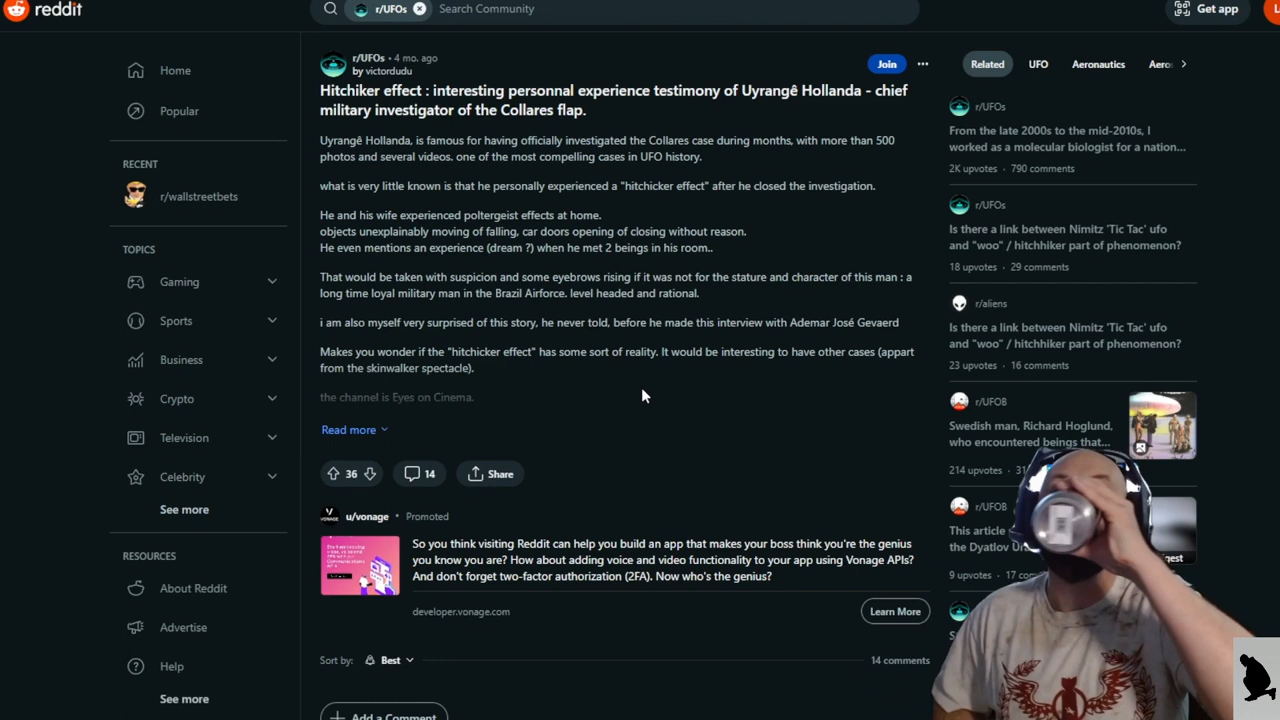 reddit
r/UFOs
Search Community
Get app
Home
Popular
RECENT
r/wallstreetbets
TOPICS
Gaming
Sports
Business
Crypto
Television
Celebrity
See more
RESOURCES
About Reddit
Advertise
Help
See more
r/UFOs • 4 mo. ago
by victordudu
Join
Hitchiker effect : interesting personnal experience testimony of Uyrangê Hollanda - chief
military investigator of the Collares flap.
Uyrangê Hollanda, is famous for having officially investigated the Collares case during months, with more than 500
photos and several videos. one of the most compelling cases in UFO history.
what is very little known is that he personally experienced a "hitchicker effect" after he closed the investigation.
He and his wife experienced poltergeist effects at home.
objects unexplainably moving of falling, car doors opening of closing without reason.
He even mentions an experience (dream ?) when he met 2 beings in his room..
That would be taken with suspicion and some eyebrows rising if it was not for the stature and character of this man : a
long time loyal military man in the Brazil Airforce. level headed and rational.
i am also myself very surprised of this story, he never told, before he made this interview with Ademar José Gevaerd
Makes you wonder if the "hitchicker effect" has some sort of reality. It would be interesting to have other cases (appart
from the skinwalker spectacle).
the channel is Eyes on Cinema.
Read more
36
14
Share
u/vonage • Promoted
So you think visiting Reddit can help you build an app that makes your boss think you're the genius
you know you are? How about adding voice and video functionality to your app using Vonage APIs?
And don't forget two-factor authorization (2FA). Now who's the genius?
developer.vonage.com
Learn More
Sort by: Best
14 comments
Add a Comment
Related
UFO
Aeronautics
Aero
r/UFOs
From the late 2000s to the mid-2010s, I
worked as a molecular biologist for a nation...
2K upvotes · 790 comments
r/UFOs
Is there a link between Nimitz 'Tic Tac' ufo
and "woo" / hitchhiker part of phenomenon?
18 upvotes · 29 comments
r/aliens
Is there a link between Nimitz 'Tic Tac' ufo
and "woo" / hitchhiker part of phenomenon?
23 upvotes · 16 comments
r/UFOB
Swedish man, Richard Hoglund,
who encountered beings that...
214 upvotes · 31
r/UFOB
This article
the Dyatlov
9 upvotes · 17